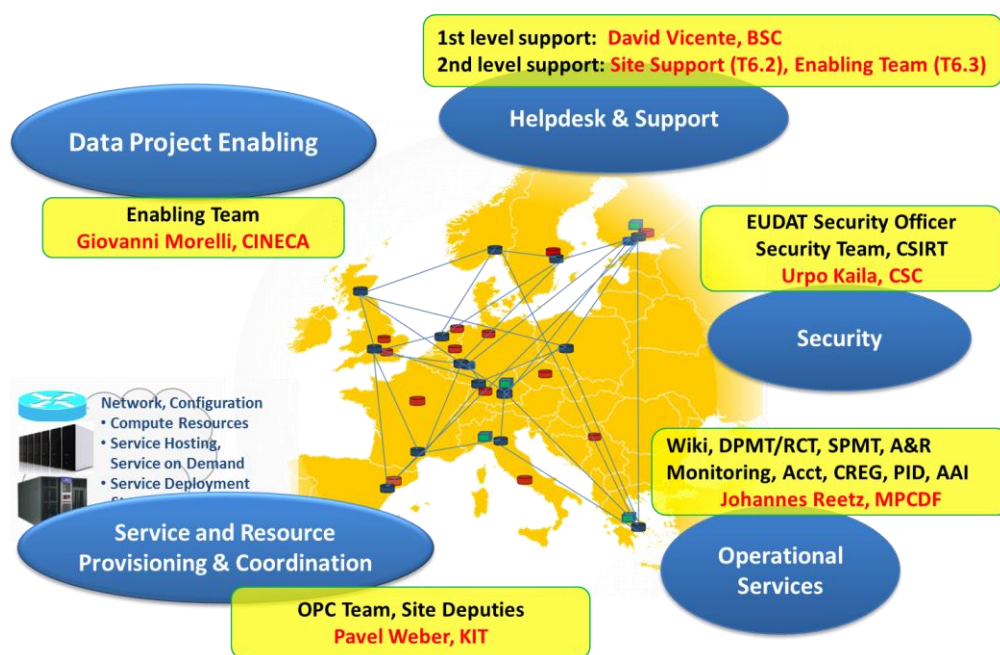 1st level support: David Vicente, BSC
2nd level support: Site Support (T6.2), Enabling Team (T6.3)
Helpdesk & Support
Data Project Enabling
Enabling Team
Giovanni Morelli, CINECA
EUDAT Security Officer
Security Team, CSIRT
Urpo Kaila, CSC
Security
Network, Configuration
• Compute Resources
• Service Hosting,
Service on Demand
• Service Deployment
Wiki, DPMT/RCT, SPMT, A&R
Monitoring, Acct, CREG, PID, AAI
Johannes Reetz, MPCDF
Operational
Services
Service and Resource
Provisioning & Coordination
OPC Team, Site Deputies
Pavel Weber, KIT